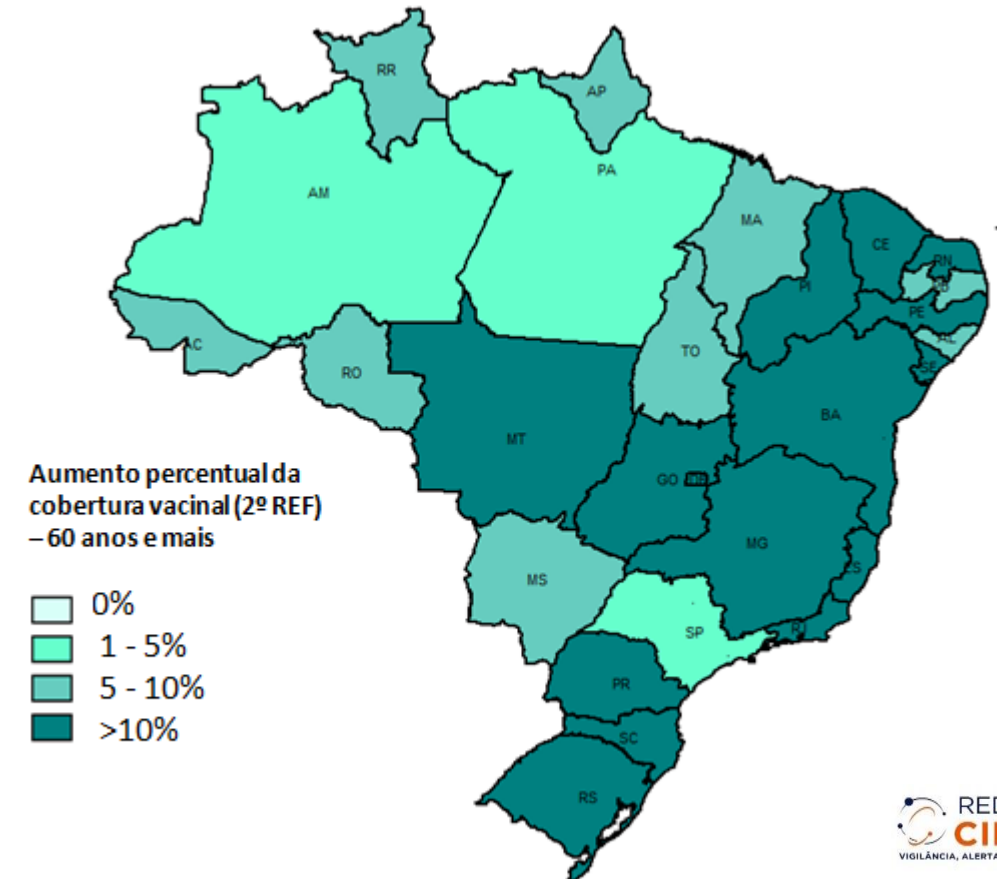 RR
AP
AM
PA
MA
CE
RN
PB
PI
PE
AL
SE
AC
RO
TO
BA
MT
GO DF
MG
ES
MS
SP
RJ
PR
SC
RS
Aumento percentual da
cobertura vacinal (2º REF)
– 60 anos e mais
0%
1 - 5%
5 - 10%
>10%
RED
CIE
VIGILÂNCIA, ALERTA